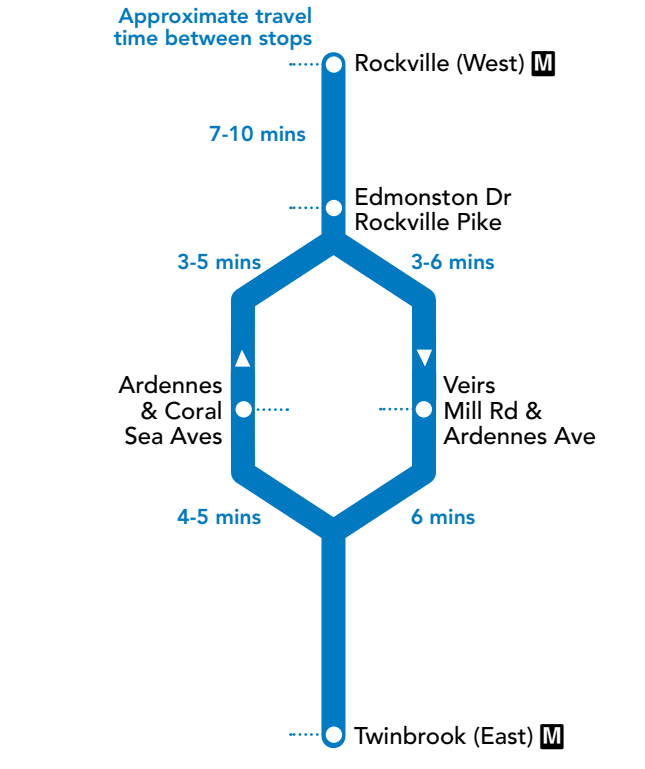 Approximate travel
time between stops
Rockville (West) M
7-10 mins
Edmonston Dr
Rockville Pike
3-5 mins
3-6 mins
Ardennes
& Coral
Sea Aves
Veirs
Mill Rd &
Ardennes Ave
4-5 mins
6 mins
Twinbrook (East) M